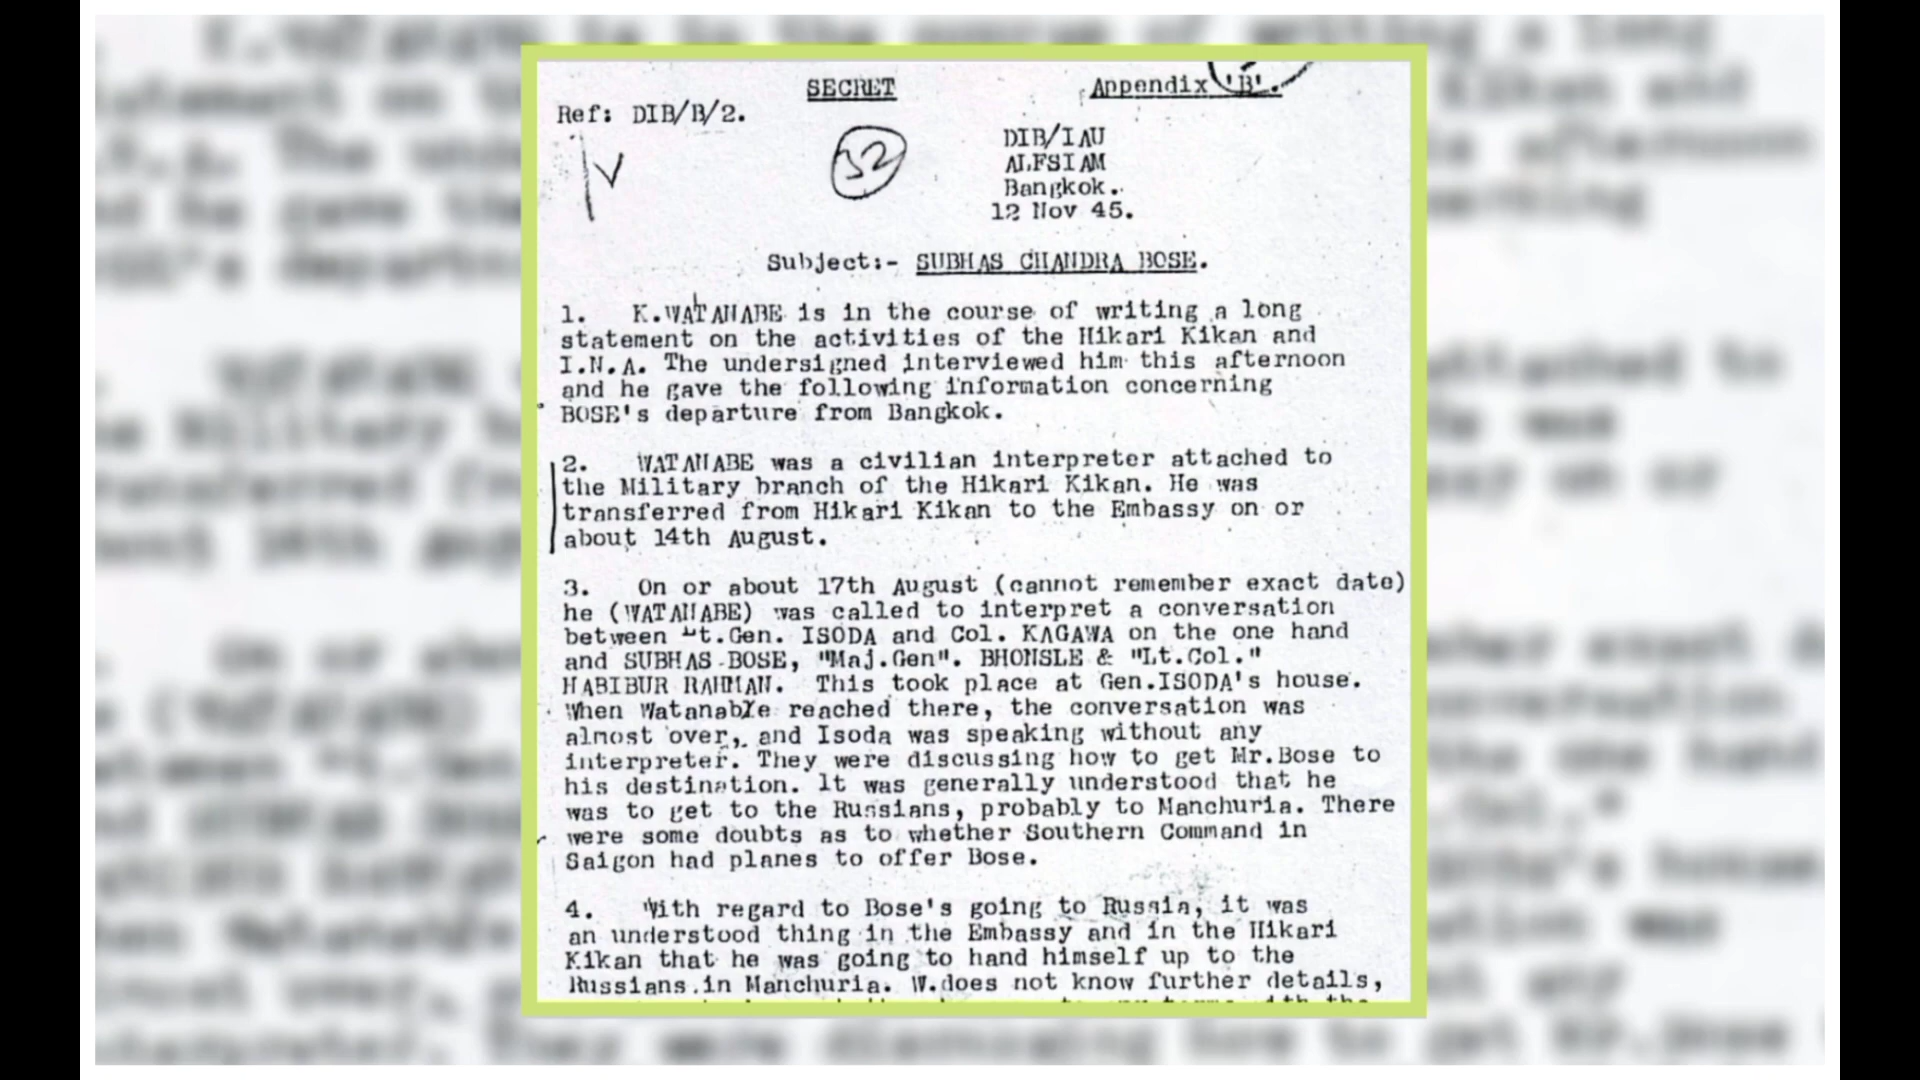 SECRET
Appendix 'B'.
Ref: DIB/B/2.
32
DIB/IAU
ALFSIAM
Bangkok.
12 Nov 45.
Subject:- SUBHAS CHANDRA BOSE.
1. K.WATANABE is in the course of writing a long
statement on the activities of the Hikari Kikan and
I.N.A. The undersigned interviewed him this afternoon
and he gave the following information concerning
BOSE's departure from Bangkok.
2. WATANABE was a civilian interpreter attached to
the Military branch of the Hikari Kikan. He was
transferred from Hikari Kikan to the Embassy on or
about 14th August.
3. On or about 17th August (cannot remember exact date)
he (WATANABE) was called to interpret a conversation
between Lt.Gen. ISODA and Col. KAGAWA on the one hand
and SUBHAS BOSE, "Maj.Gen". BHONSLE & "Lt.Col."
HABIBUR RAHMAN. This took place at Gen.ISODA's house.
When Watanable reached there, the conversation was
almost over, and Isoda was speaking without any
interpreter. They were discussing how to get Mr.Bose to
his destination. It was generally understood that he
was to get to the Russians, probably to Manchuria. There
were some doubts as to whether Southern Command in
Saigon had planes to offer Bose.
4. With regard to Bose's going to Russia, it was
an understood thing in the Embassy and in the Hikari
Kikan that he was going to hand himself up to the
Russians in Manchuria. W.does not know further details,